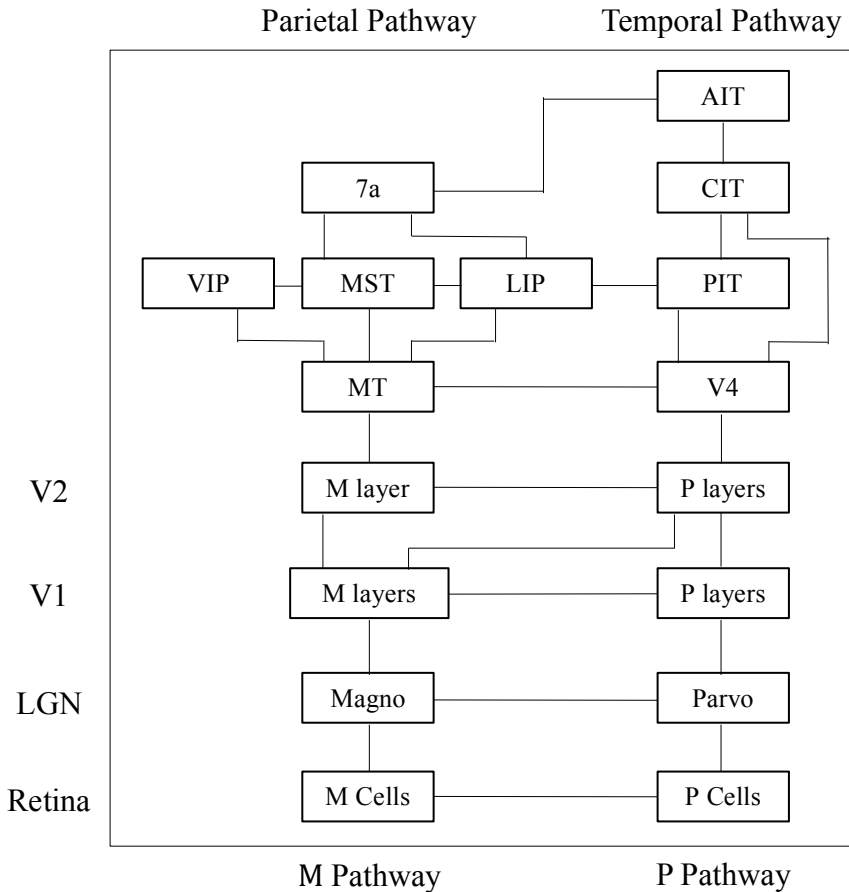 Parietal Pathway Temporal Pathway
AIT
7a CIT
VIP MST LIP PIT
MT V4
V2 M layer P layers
V1 M layers P layers
LGN Magno Parvo
Retina M Cells P Cells
M Pathway P Pathway